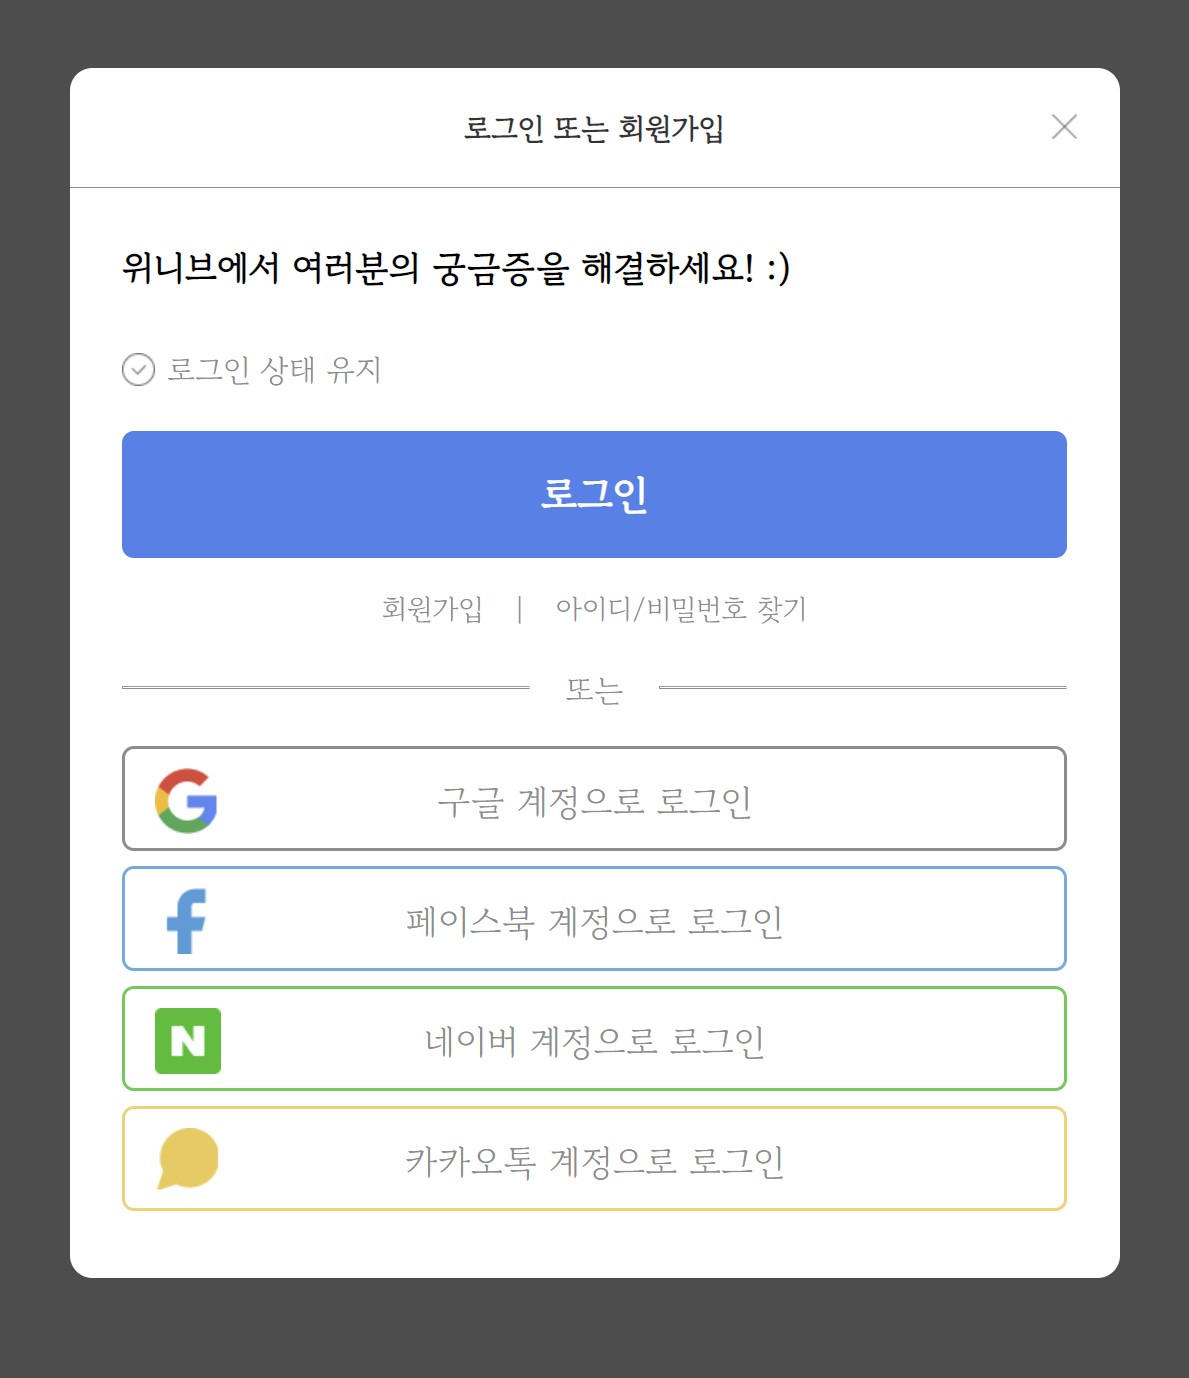 로그인 또는 회원가입
위니브에서 여러분의 궁금증을 해결하세요! :)
로그인 상태 유지
로그인
회원가입 | 아이디/비밀번호 찾기
또는
구글 계정으로 로그인
페이스북 계정으로 로그인
N 네이버 계정으로 로그인
카카오톡 계정으로 로그인